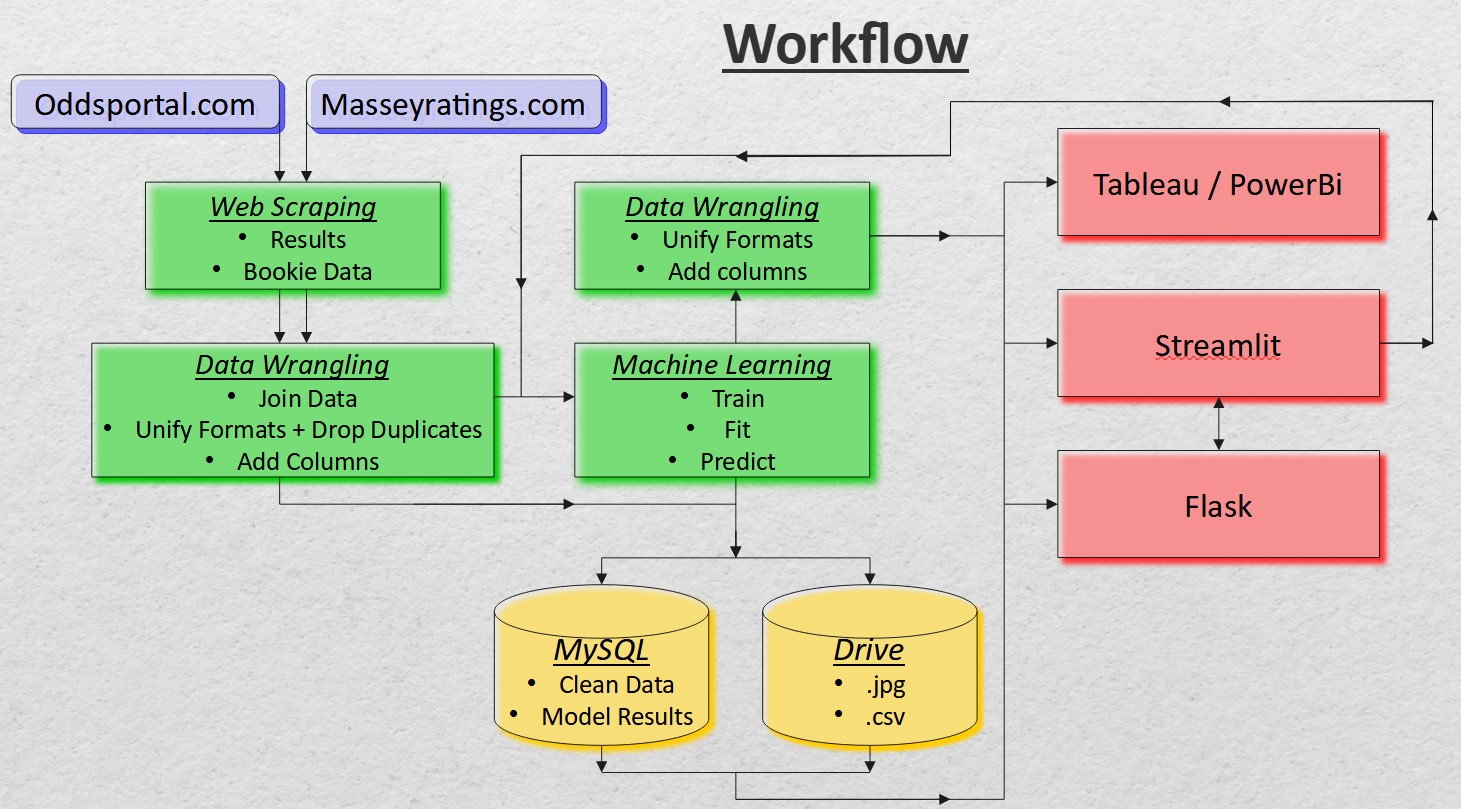 Workflow
Oddsportal.com
Masseyratings.com
Web Scraping
• Results
• Bookie Data
Data Wrangling
• Join Data
• Unify Formats + Drop Duplicates
• Add Columns
Data Wrangling
• Unify Formats
• Add columns
Machine Learning
• Train
• Fit
• Predict
MySQL
• Clean Data
• Model Results
Drive
• .jpg
• .csv
Tableau / PowerBi
Streamlit
Flask